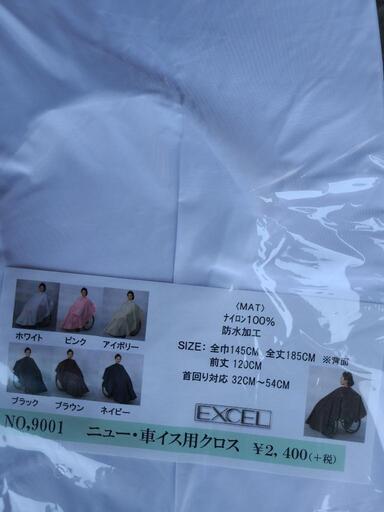 〈MAT〉
ナイロン100%
防水加工
SIZE: 全巾145CM 全丈185CM ※背面
前丈 120CM
首回り対応 32CM～54CM
ホワイト ピンク アイボリー
ブラック ブラウン ネイビー
EXCEL
NO,9001 ニュー・車イス用クロス ¥2,400(+税)